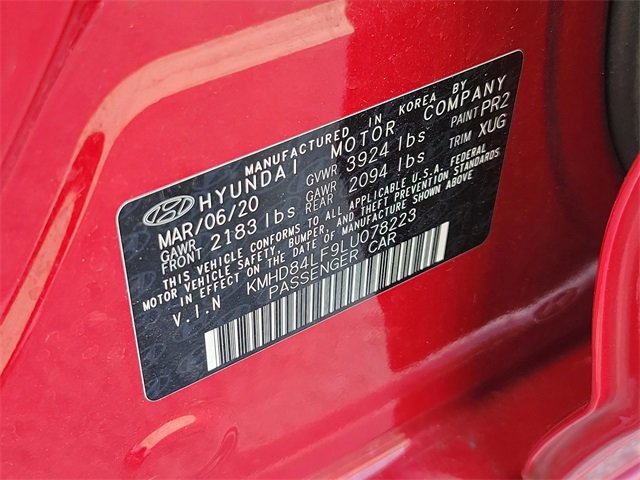 MANUFACTURED IN KOREA BY
HYUNDAI MOTOR COMPANY
MAR/06/20 GVWR 3924 lbs PAINT PR2
GAWR FRONT 2183 lbs GAWR REAR 2094 lbs TRIM XUG
THIS VEHICLE CONFORMS TO ALL APPLICABLE U.S.A. FEDERAL
MOTOR VEHICLE SAFETY, BUMPER, AND THEFT PREVENTION STANDARDS
IN EFFECT ON THE DATE OF MANUFACTURE SHOWN ABOVE
V.I.N KMHD84LF9LU078223
PASSENGER CAR